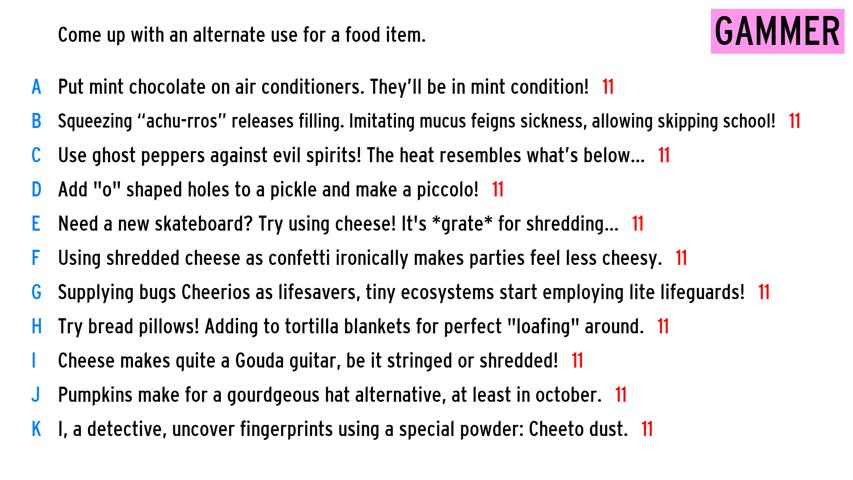 Come up with an alternate use for a food item.
GAMMER
A Put mint chocolate on air conditioners. They'll be in mint condition! 11
B Squeezing “achu-rros” releases filling. Imitating mucus feigns sickness, allowing skipping school! 11
C Use ghost peppers against evil spirits! The heat resembles what’s below... 11
D Add "o" shaped holes to a pickle and make a piccolo! 11
E Need a new skateboard? Try using cheese! It's *grate* for shredding... 11
F Using shredded cheese as confetti ironically makes parties feel less cheesy. 11
G Supplying bugs Cheerios as lifesavers, tiny ecosystems start employing lite lifeguards! 11
H Try bread pillows! Adding to tortilla blankets for perfect "loafing" around. 11
I Cheese makes quite a Gouda guitar, be it stringed or shredded! 11
J Pumpkins make for a gourdgeous hat alternative, at least in october. 11
K I, a detective, uncover fingerprints using a special powder: Cheeto dust. 11